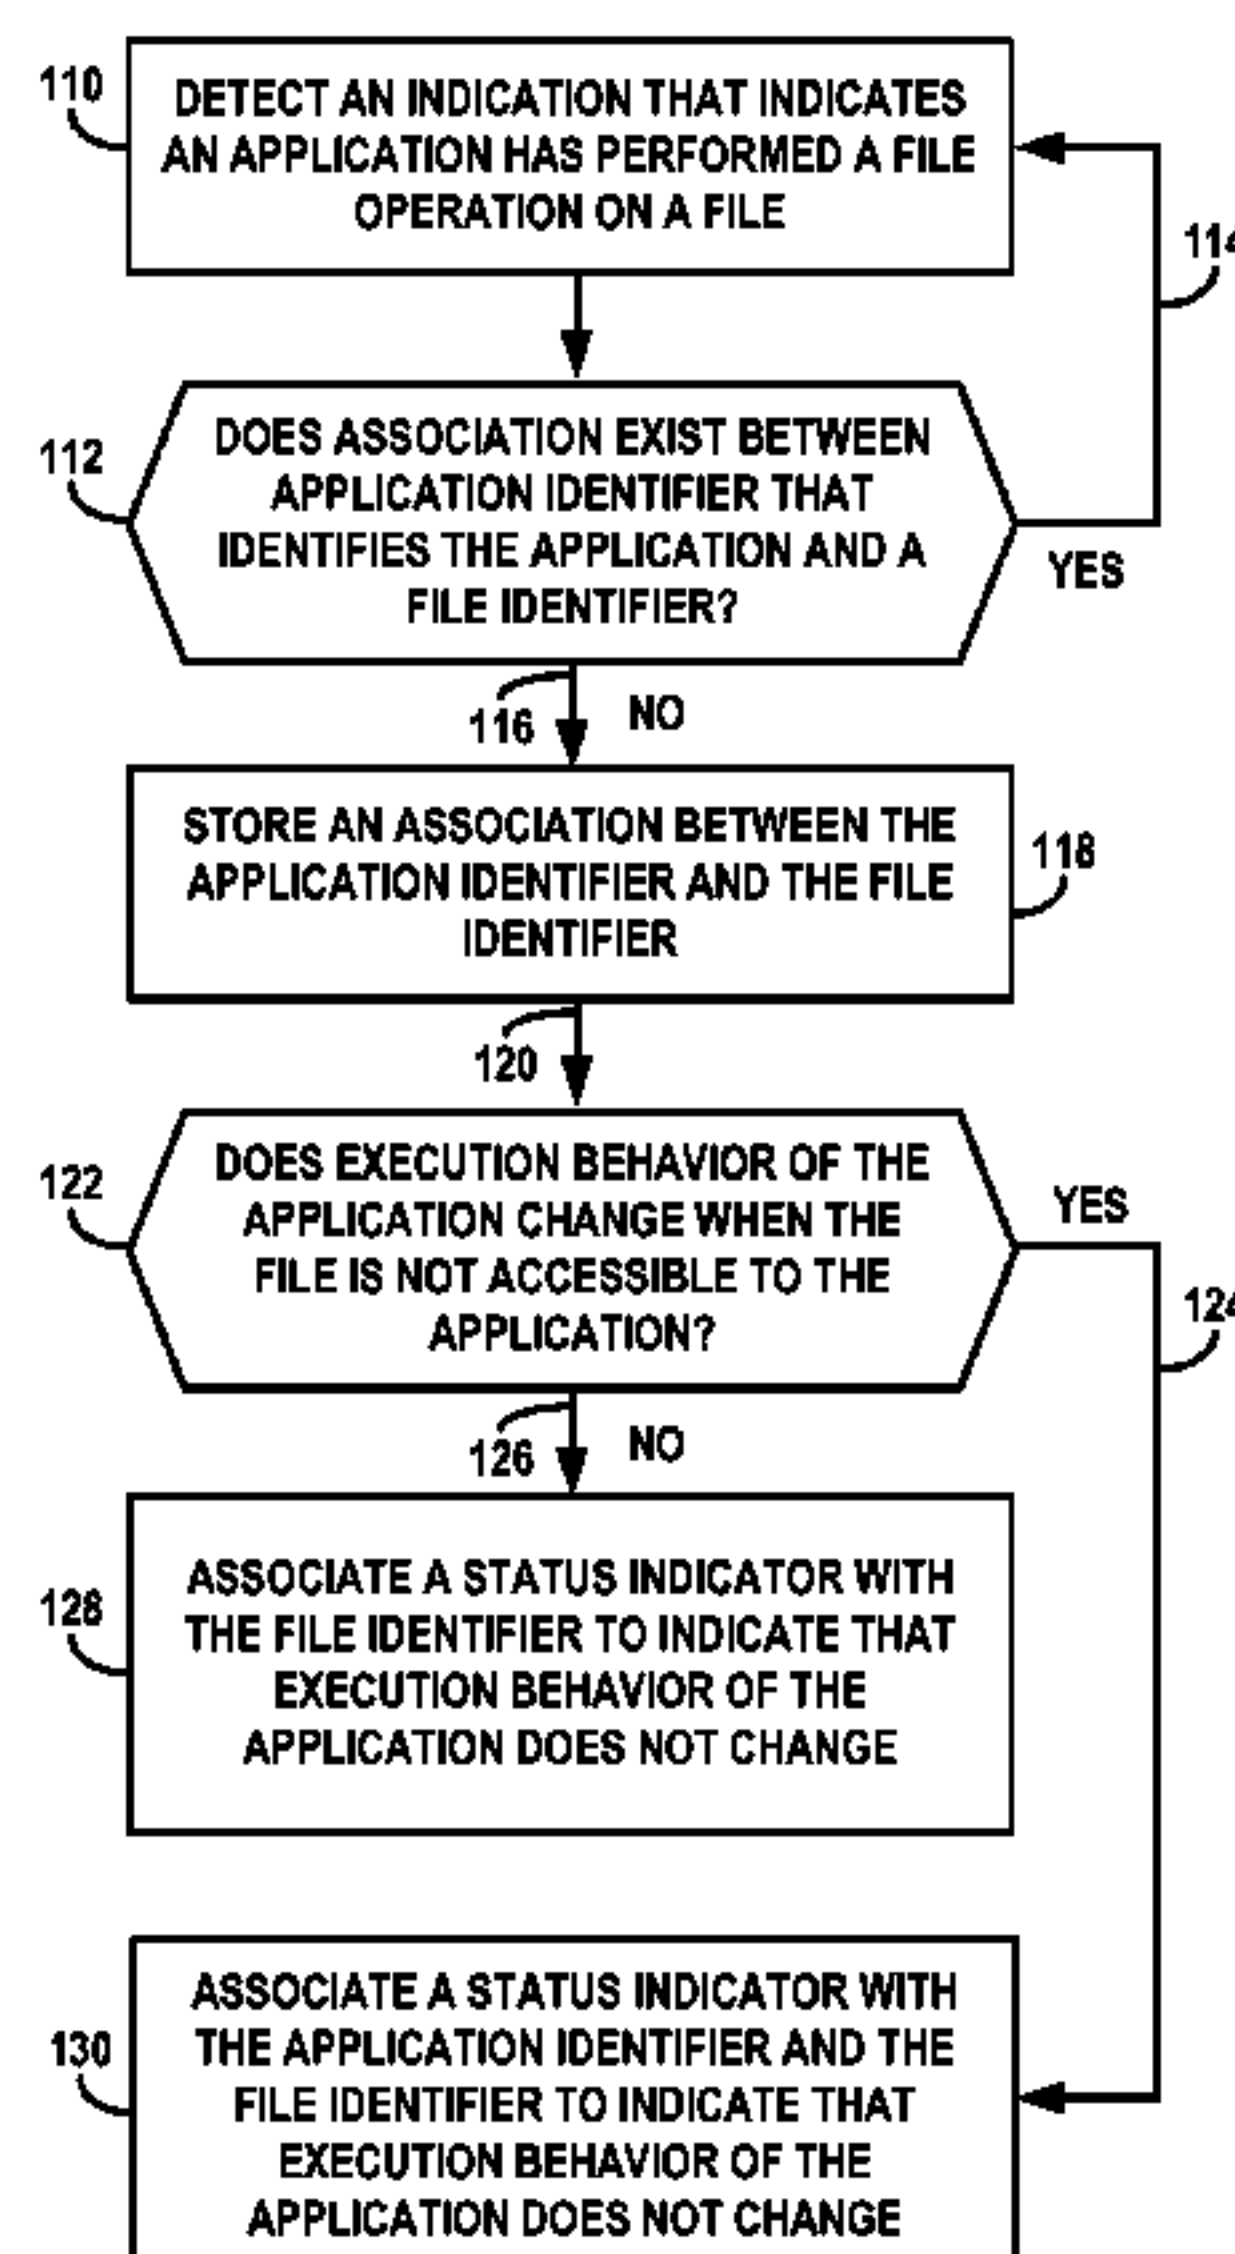 110
DETECT AN INDICATION THAT INDICATES
AN APPLICATION HAS PERFORMED A FILE
OPERATION ON A FILE
114
112
DOES ASSOCIATION EXIST BETWEEN
APPLICATION IDENTIFIER THAT
IDENTIFIES THE APPLICATION AND A
FILE IDENTIFIER?
YES
116
NO
STORE AN ASSOCIATION BETWEEN THE
APPLICATION IDENTIFIER AND THE FILE
IDENTIFIER
118
120
122
DOES EXECUTION BEHAVIOR OF THE
APPLICATION CHANGE WHEN THE
FILE IS NOT ACCESSIBLE TO THE
APPLICATION?
YES
124
126
NO
128
ASSOCIATE A STATUS INDICATOR WITH
THE FILE IDENTIFIER TO INDICATE THAT
EXECUTION BEHAVIOR OF THE
APPLICATION DOES NOT CHANGE
130
ASSOCIATE A STATUS INDICATOR WITH
THE APPLICATION IDENTIFIER AND THE
FILE IDENTIFIER TO INDICATE THAT
EXECUTION BEHAVIOR OF THE
APPLICATION DOES NOT CHANGE